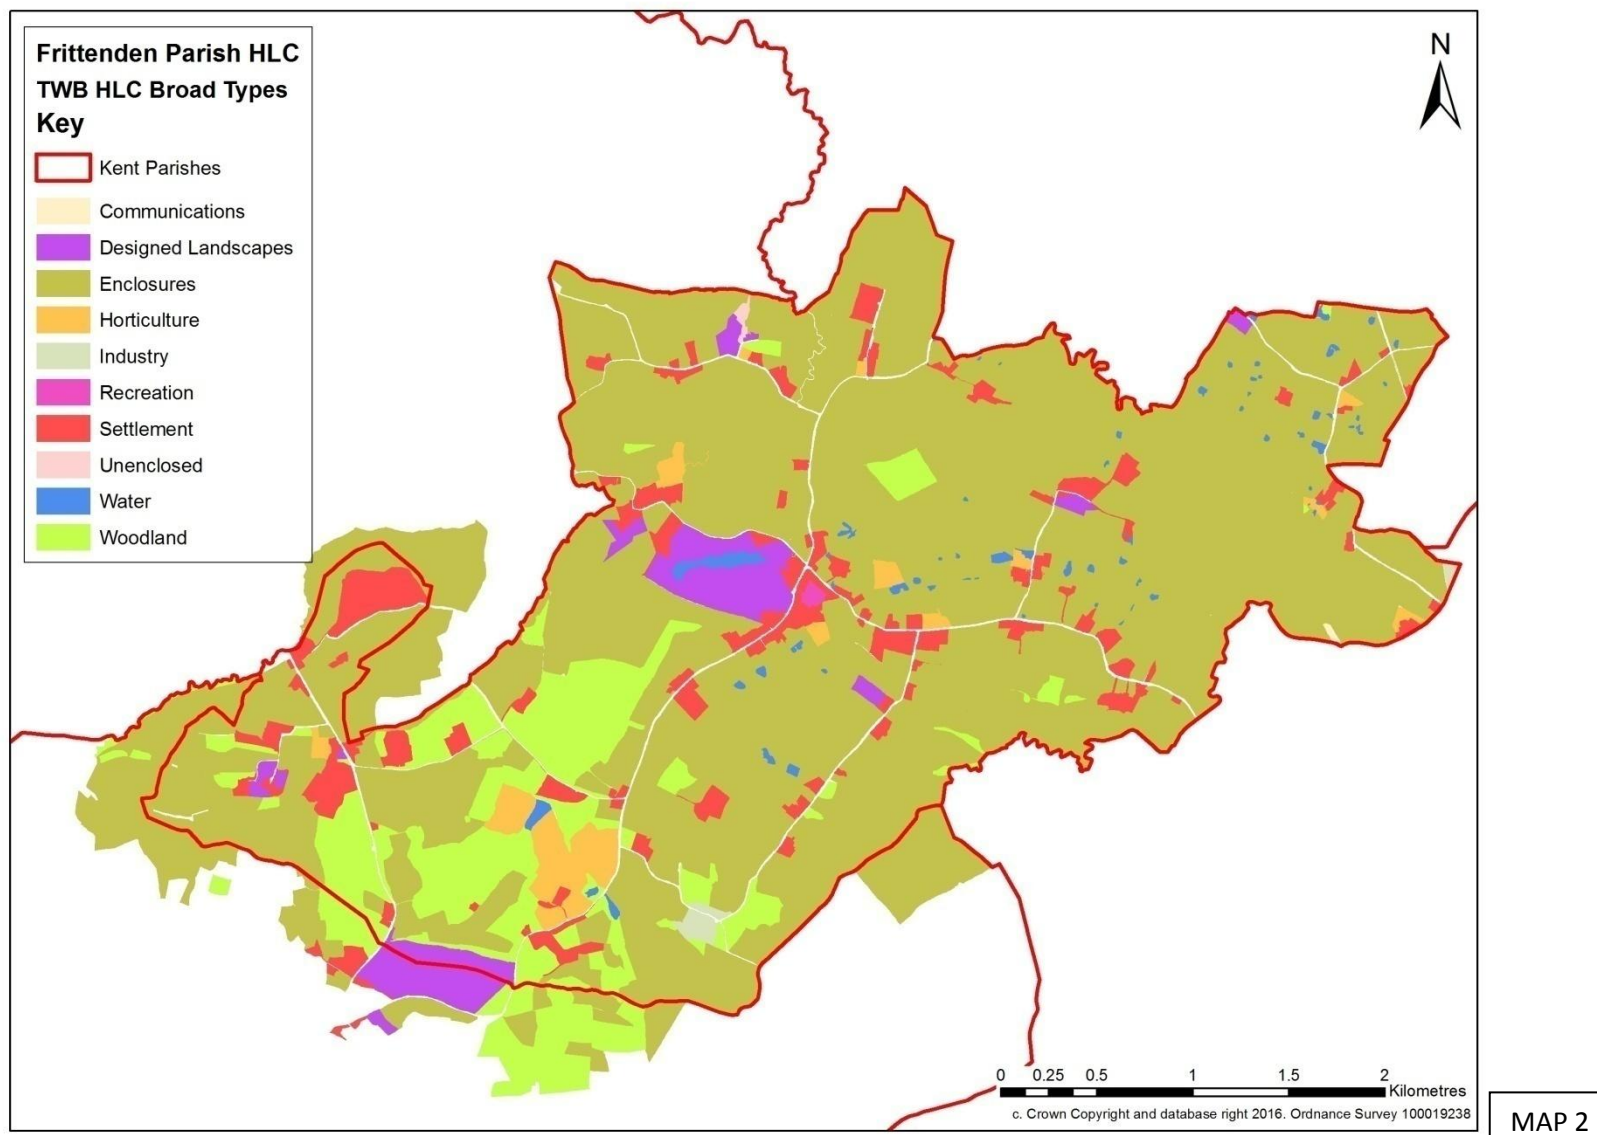 Frittenden Parish HLC
TWB HLC Broad Types
Key
Kent Parishes
Communications
Designed Landscapes
Enclosures
Horticulture
Industry
Recreation
Settlement
Unenclosed
Water
Woodland
N
0 0.25 0.5 1 1.5 2
Kilometres
c. Crown Copyright and database right 2016. Ordnance Survey 100019238
MAP 2